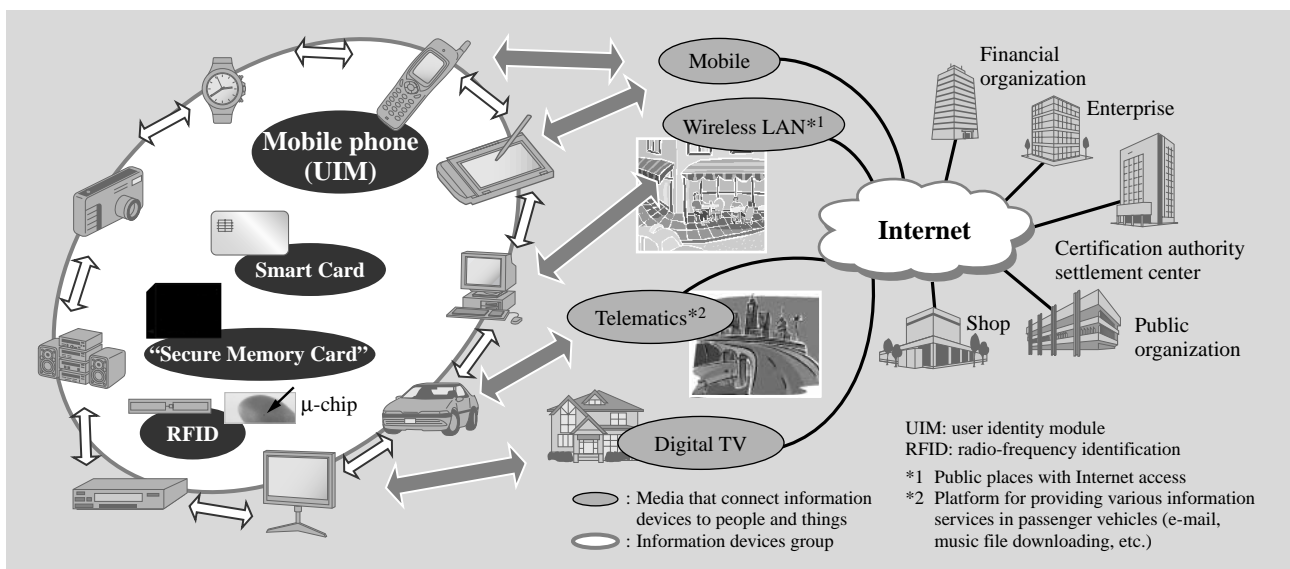 Mobile phone
(UIM)
Smart Card
“Secure Memory Card”
μ-chip
RFID
Mobile
Wireless LAN*1
Telematics*2
Digital TV
Internet
Financial
organization
Enterprise
Certification authority
settlement center
Shop
Public
organization
: Media that connect information
devices to people and things
: Information devices group
UIM: user identity module
RFID: radio-frequency identification
*1 Public places with Internet access
*2 Platform for providing various information
services in passenger vehicles (e-mail,
music file downloading, etc.)